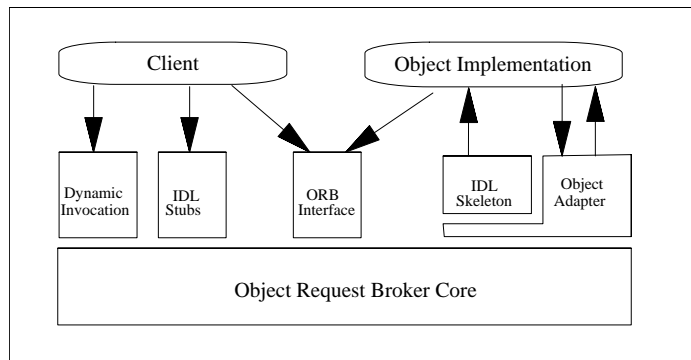 Client
Object Implementation
Dynamic
Invocation
IDL
Stubs
ORB
Interface
IDL
Skeleton
Object
Adapter
Object Request Broker Core